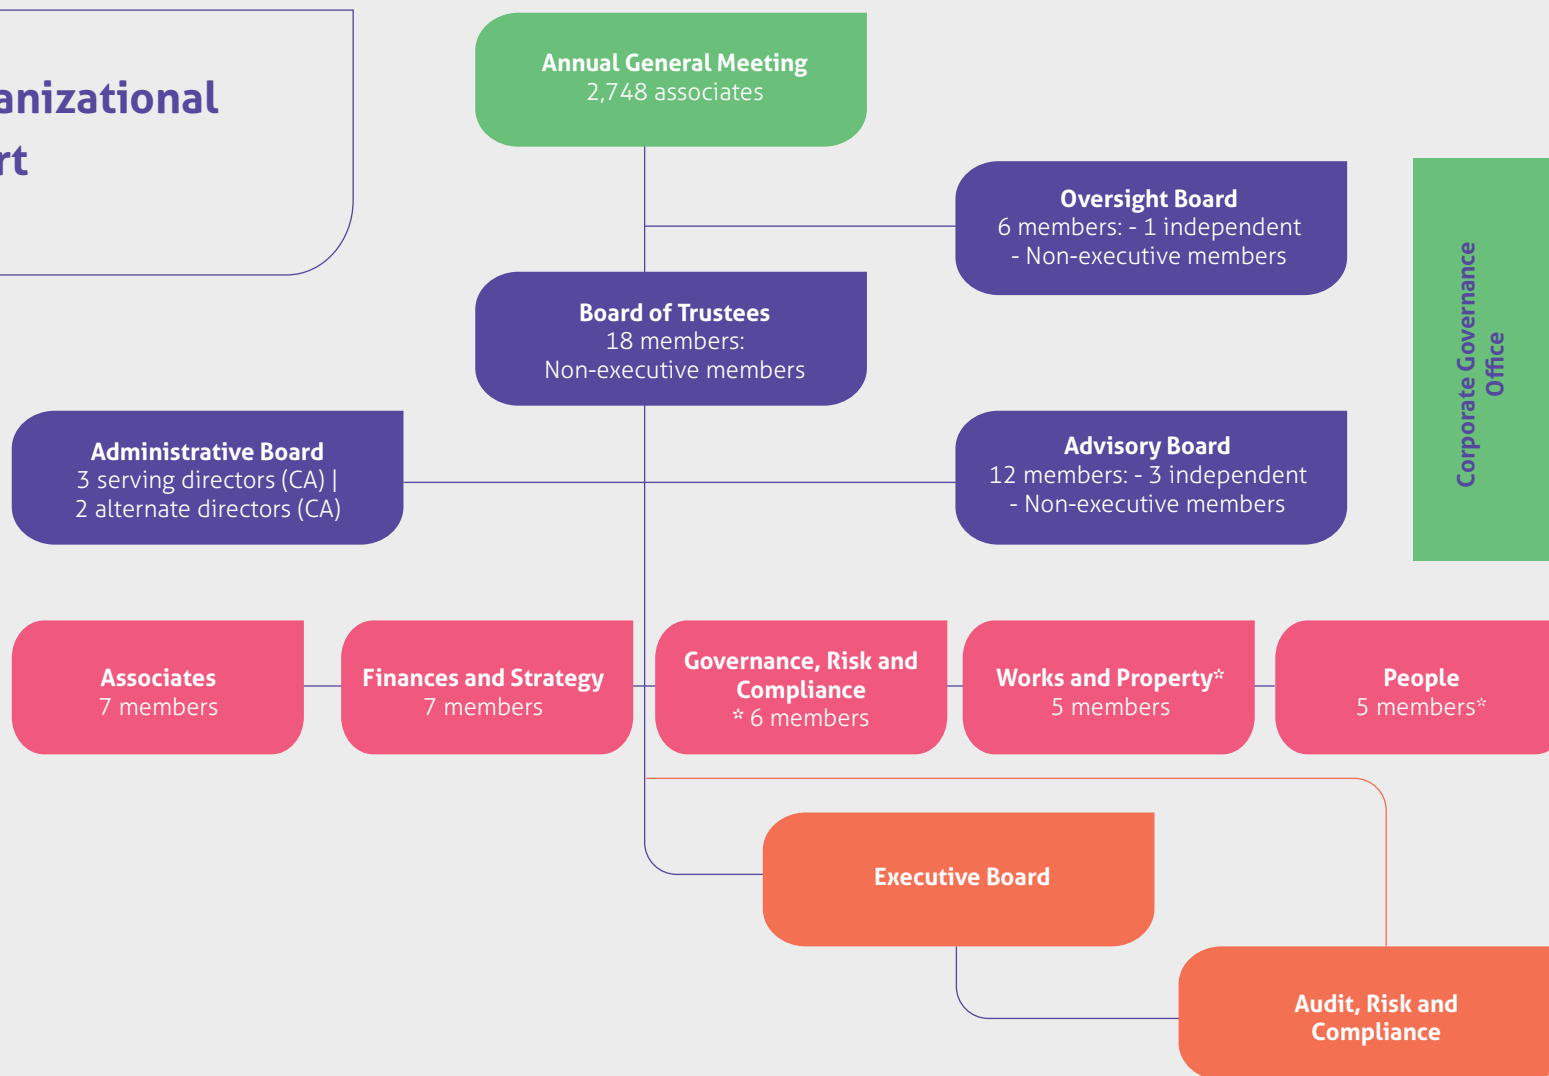 anizational
rt
Annual General Meeting
2,748 associates
Oversight Board
6 members: - 1 independent
- Non-executive members
Board of Trustees
18 members:
Non-executive members
Corporate Governance
Office
Administrative Board
3 serving directors (CA) |
2 alternate directors (CA)
Advisory Board
12 members: - 3 independent
- Non-executive members
Associates
7 members
Finances and Strategy
7 members
Governance, Risk and
Compliance
* 6 members
Works and Property*
5 members
People
5 members*
Executive Board
Audit, Risk and
Compliance